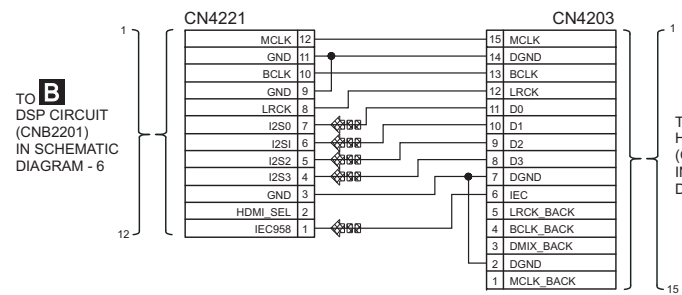 CN4221
CN4203
1
TO B
DSP CIRCUIT
(CNB2201)
IN SCHEMATIC
DIAGRAM - 6
12
MCLK 12
GND 11
BCLK 10
GND 9
LRCK 8
I2S0 7
I2SI 6
I2S2 5
I2S3 4
GND 3
HDMI_SEL 2
IEC958 1
15 MCLK
14 DGND
13 BCLK
12 LRCK
11 D0
10 D1
9 D2
8 D3
7 DGND
6 IEC
5 LRCK_BACK
4 BCLK_BACK
3 DMIX_BACK
2 DGND
1 MCLK_BACK
1
15